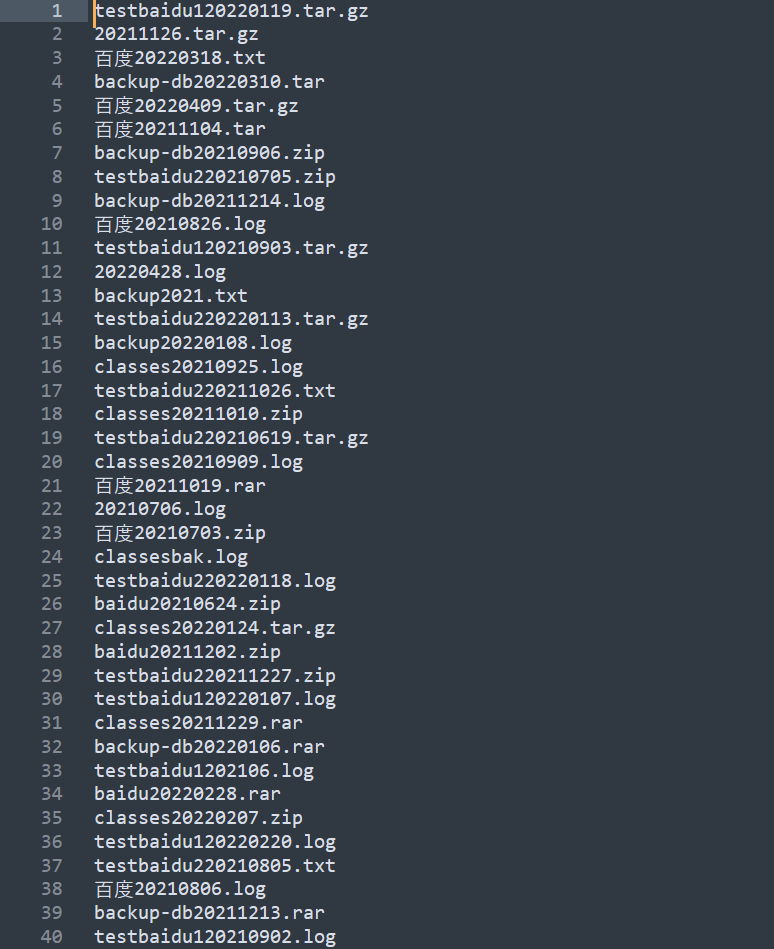 1 testbaidu120220119.tar.gz
2 20211126.tar.gz
3 百度20220318.txt
4 backup-db20220310.tar
5 百度20220409.tar.gz
6 百度20211104.tar
7 backup-db20210906.zip
8 testbaidu220210705.zip
9 backup-db20211214.log
10 百度20210826.log
11 testbaidu120210903.tar.gz
12 20220428.log
13 backup2021.txt
14 testbaidu220220113.tar.gz
15 backup20220108.log
16 classes20210925.log
17 testbaidu220211026.txt
18 classes20211010.zip
19 testbaidu220210619.tar.gz
20 classes20210909.log
21 百度20211019.rar
22 20210706.log
23 百度20210703.zip
24 classesbak.log
25 testbaidu220220118.log
26 baidu20210624.zip
27 classes20220124.tar.gz
28 baidu20211202.zip
29 testbaidu220211227.zip
30 testbaidu120220107.log
31 classes20211229.rar
32 backup-db20220106.rar
33 testbaidu1202106.log
34 baidu20220228.rar
35 classes20220207.zip
36 testbaidu120220220.log
37 testbaidu220210805.txt
38 百度20210806.log
39 backup-db20211213.rar
40 testbaidu120210902.log